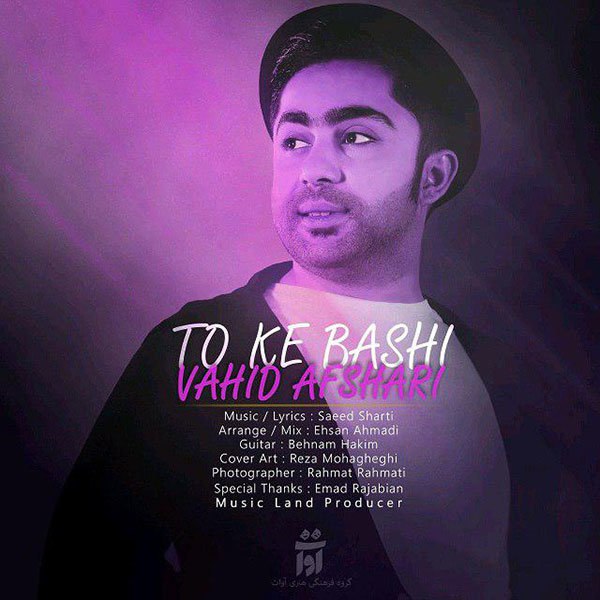 TO KE BASHI
VAHID AFSHARI
Music / Lyrics : Saeed Sharti
Arrange / Mix : Ehsan Ahmadi
Guitar : Behnam Hakim
Cover Art : Reza Mohagheghi
Photographer : Rahmat Rahmati
Special Thanks : Emad Rajabian
Music Land Producer
آوات
گروه فرهنگی هنری آوات